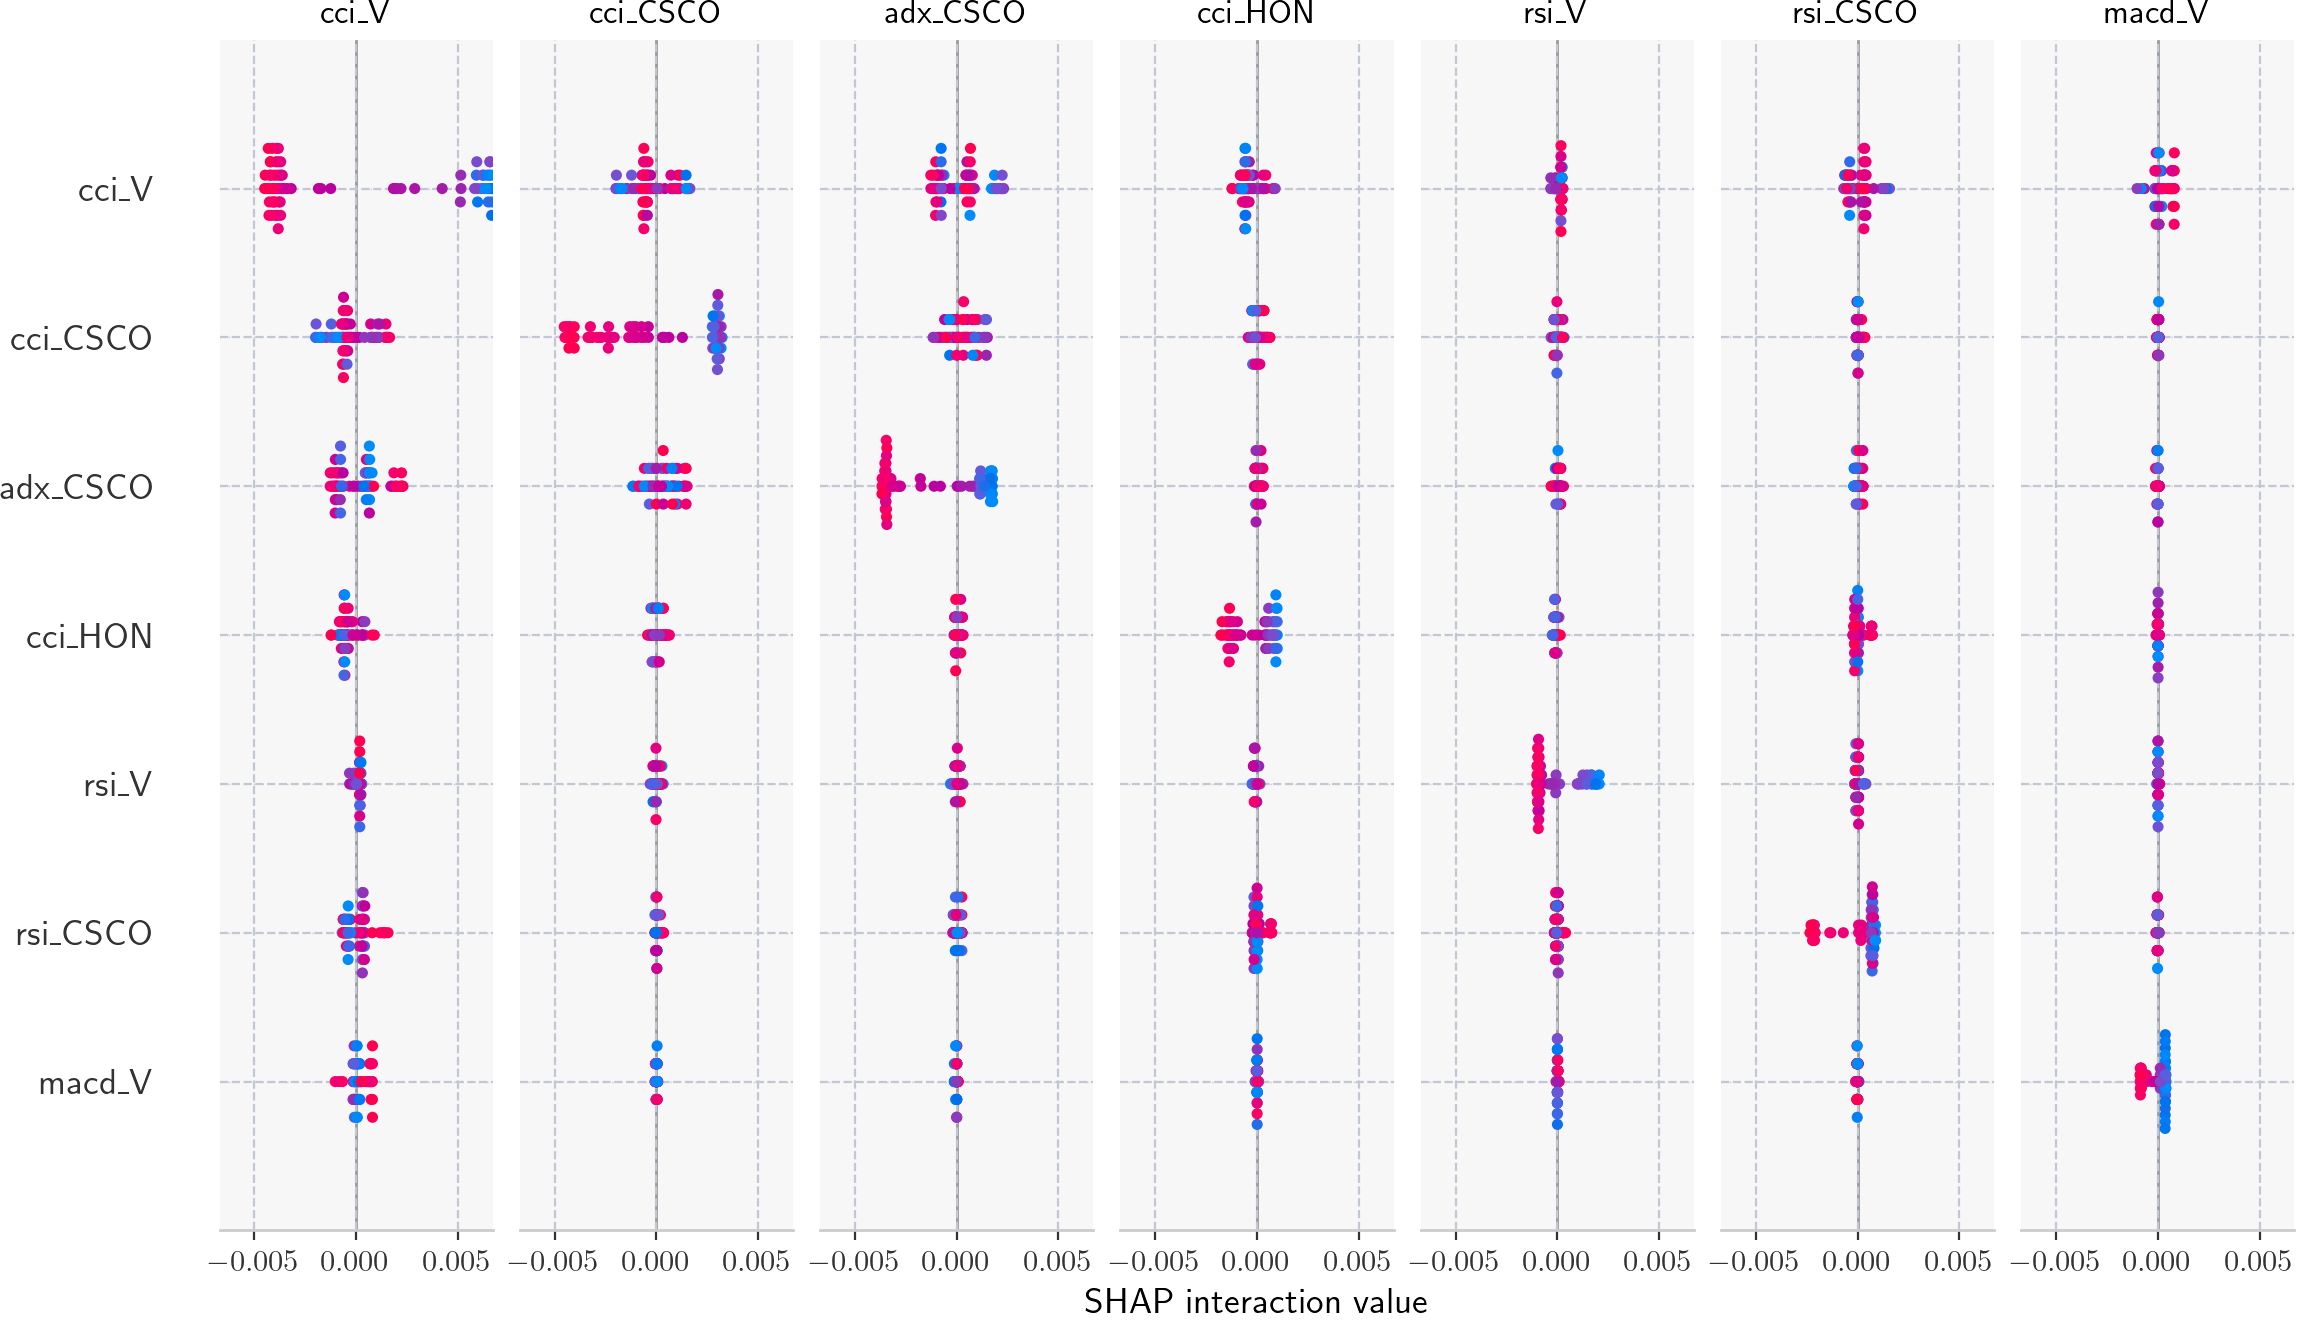 cci_V cci_CSCO adx_CSCO cci_HON rsi_V rsi_CSCO macd_V
cci_V
cci_CSCO
adx_CSCO
cci_HON
rsi_V
rsi_CSCO
macd_V
−0.005 0.000 0.005 −0.005 0.000 0.005 −0.005 0.000 0.005 −0.005 0.000 0.005 −0.005 0.000 0.005 −0.005 0.000 0.005 −0.005 0.000 0.005
SHAP interaction value